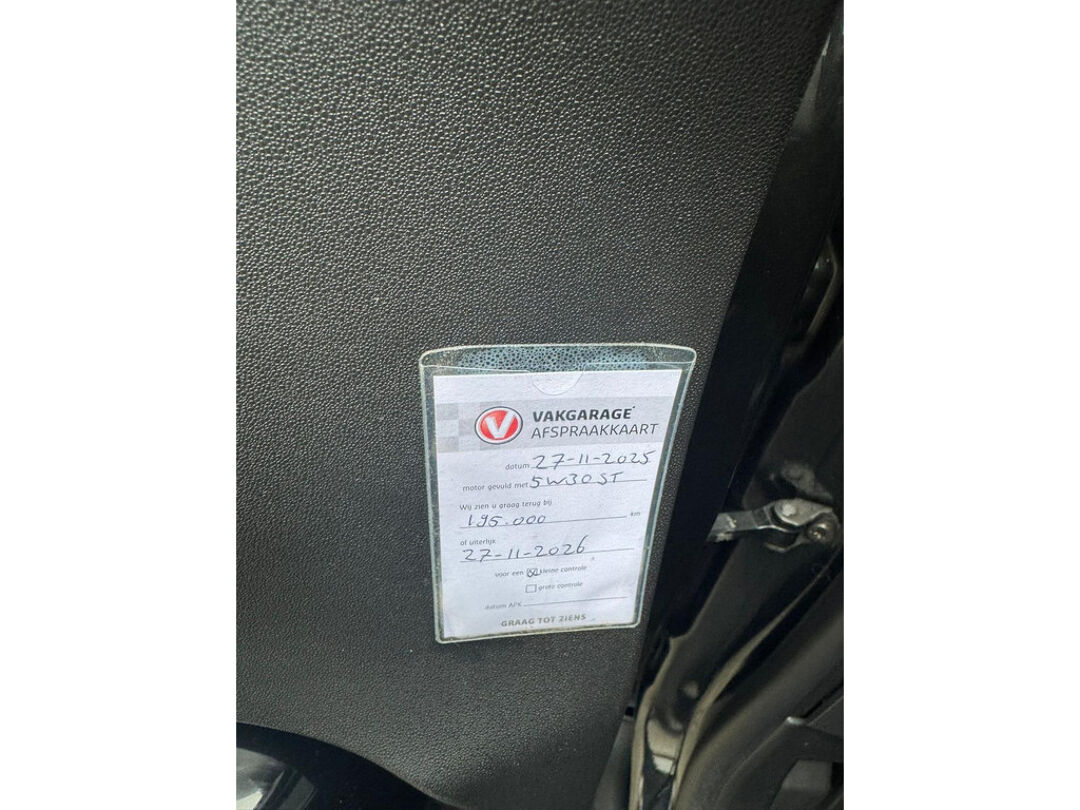 V VAKGARAGE
AFSPRAAKKAART
datum 27-11-2025
motor gevuld met 5W30ST
Wij zien u graag terug bij
195.000 km
of uiterlijk
27-11-2026
voor een ☒ kleine controle
☐ grote controle
datum APK
GRAAG TOT ZIENS